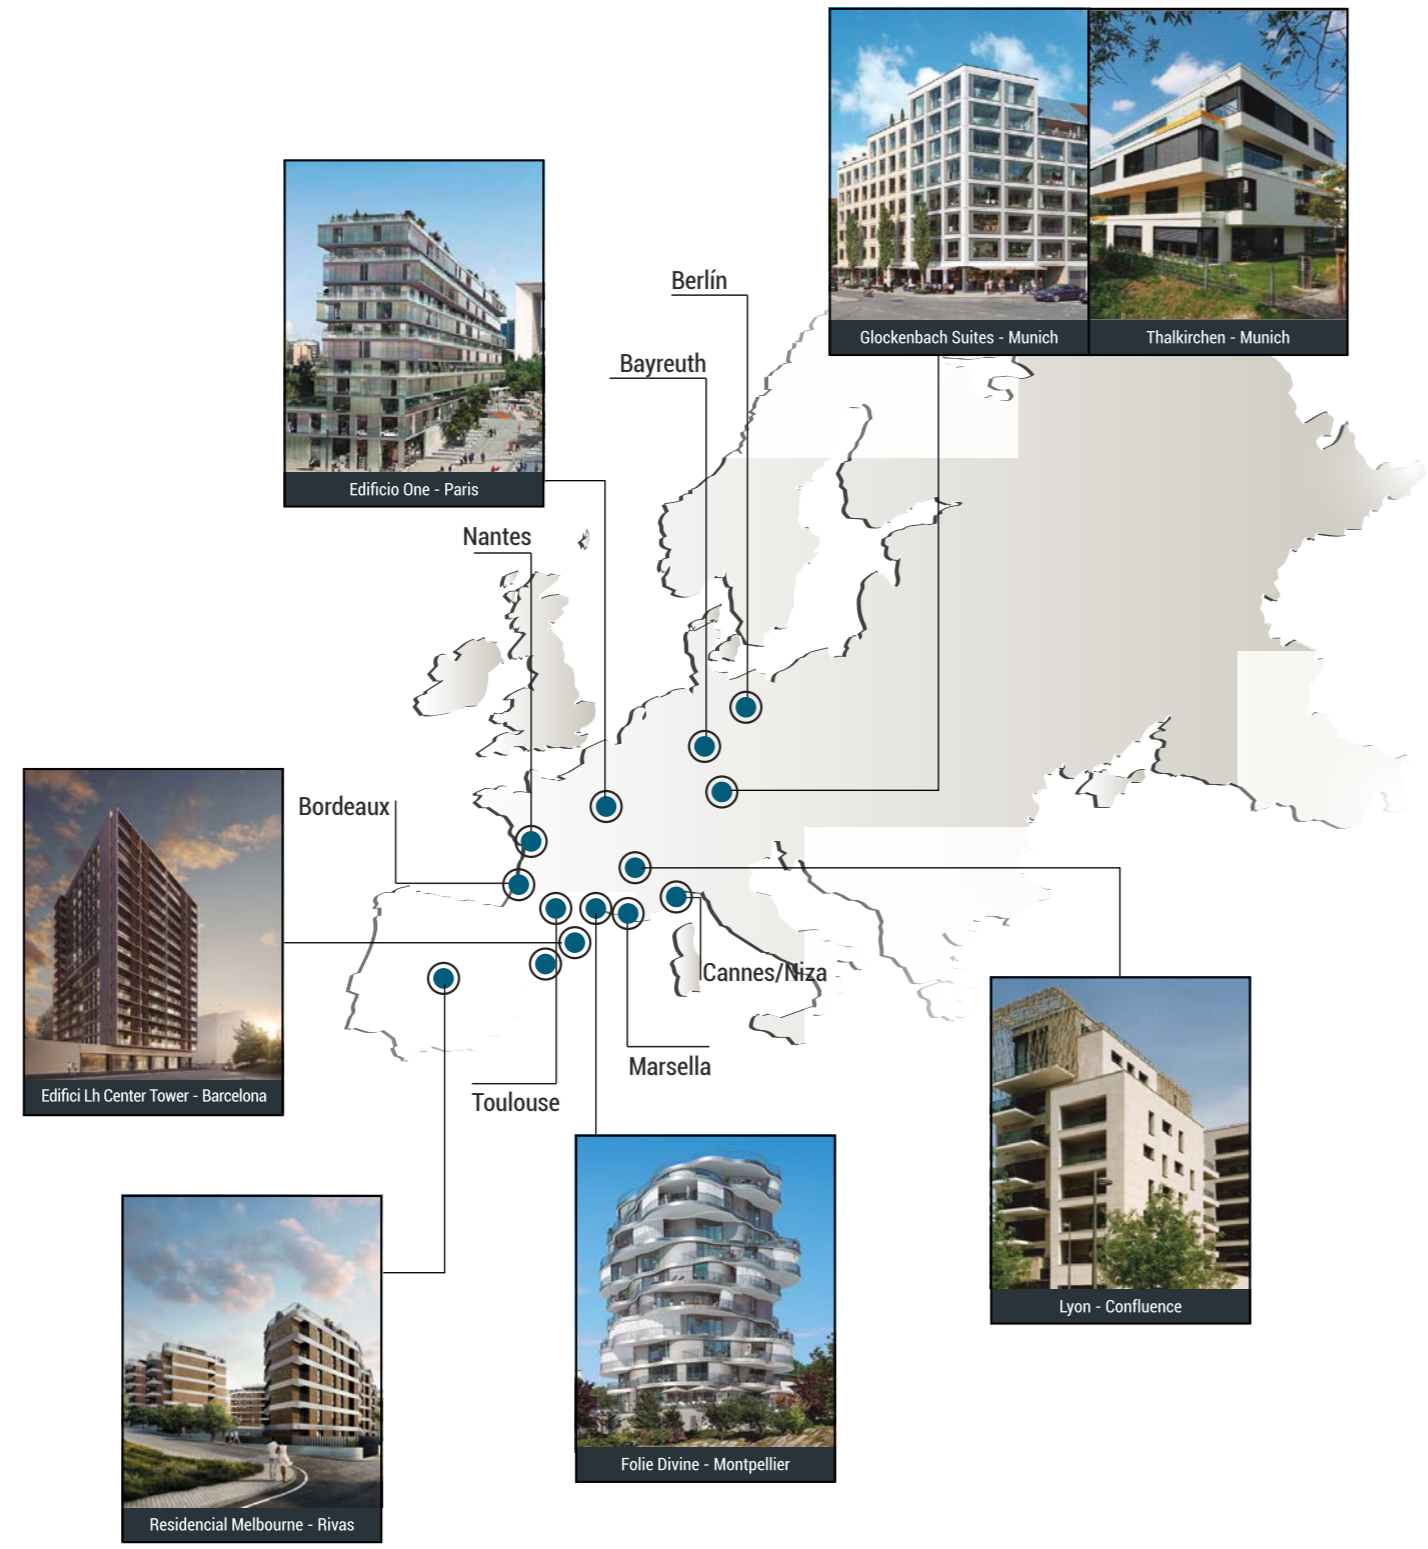 Glockenbach Suites - Munich
Thalkirchen - Munich
Berlín
Bayreuth
Edificio One - Paris
Nantes
Bordeaux
Cannes/Niza
Marsella
Toulouse
Edifici Lh Center Tower - Barcelona
Lyon - Confluence
Folie Divine - Montpellier
Residencial Melbourne - Rivas